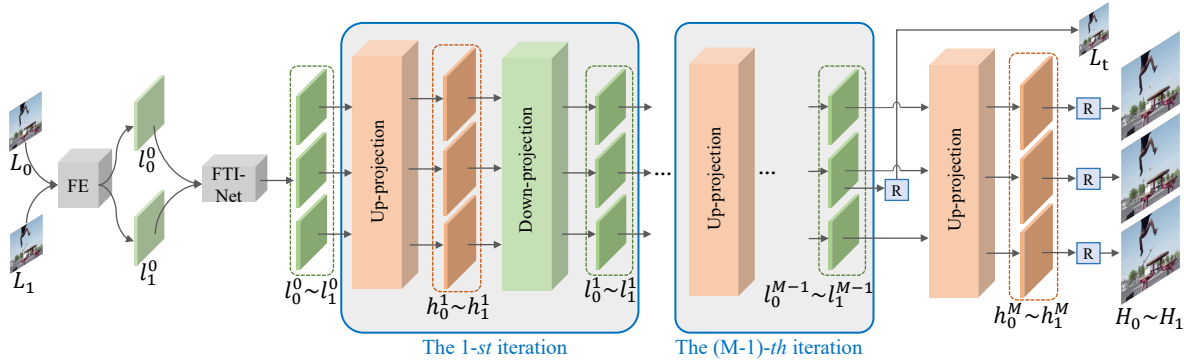 L_0
L_1
FE
l_0^0
l_1^0
FTI-
Net
l_0^0~l_1^0
Up-projection
h_0^1~h_1^1
Down-projection
l_0^1~l_1^1
The 1-st iteration
...
Up-projection
...
l_0^{M-1}~l_1^{M-1}
The (M-1)-th iteration
R
L_t
Up-projection
h_0^M~h_1^M
R
R
R
H_0~H_1